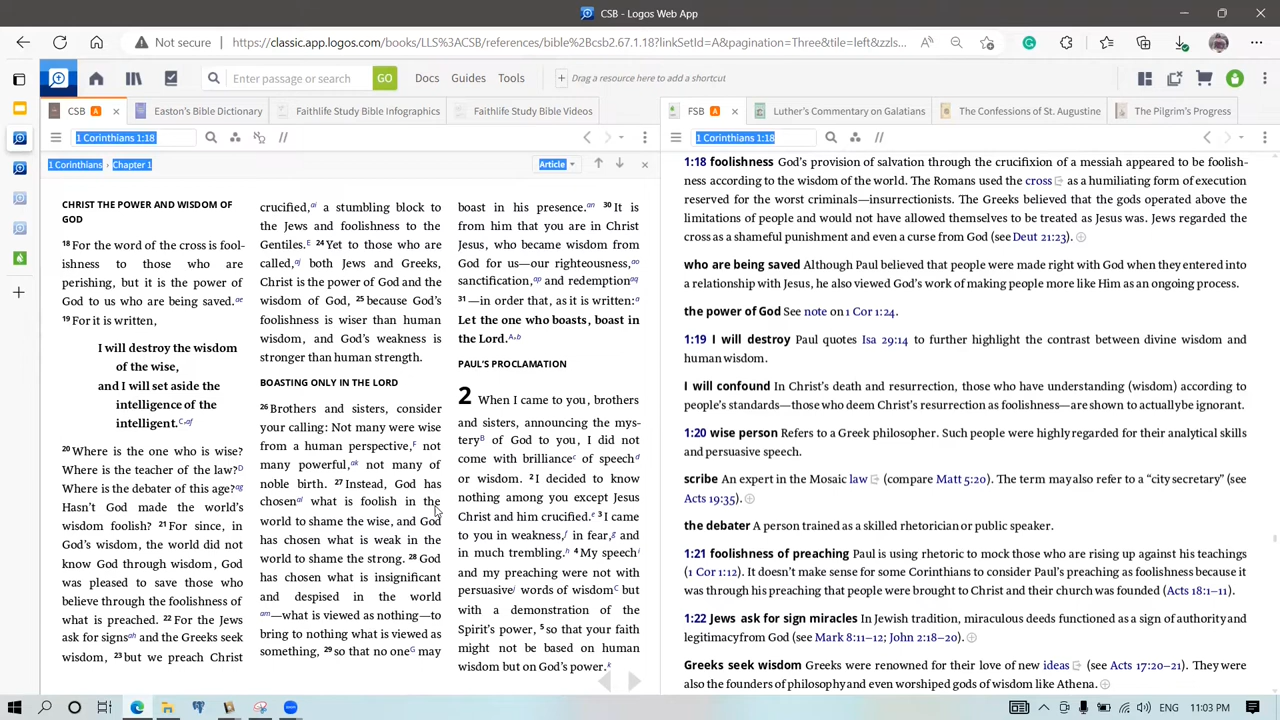 CSB - Logos Web App
Not secure https://classic.app.logos.com/books/LLS%3ACSB/references/bible%2Bcsb2.67.1.18?linkSetId=A&pagination=Three&tile=left&zzls...
Enter passage or search GO Docs Guides Tools Drag a resource here to add a shortcut
CSB A Easton's Bible Dictionary Faithlife Study Bible Infographics Faithlife Study Bible Videos
1 Corinthians 1:18
1 Corinthians › Chapter 1 Article
CHRIST THE POWER AND WISDOM OF
GOD
18 For the word of the cross is fool-
ishness to those who are
perishing, but it is the power of
God to us who are being saved.ae
19 For it is written,
I will destroy the wisdom
of the wise,
and I will set aside the
intelligence of the
intelligent.C,af
20 Where is the one who is wise?
Where is the teacher of the law?D
Where is the debater of this age?ag
Hasn't God made the world's
wisdom foolish? 21 For since, in
God's wisdom, the world did not
know God through wisdom, God
was pleased to save those who
believe through the foolishness of
what is preached. 22 For the Jews
ask for signsah and the Greeks seek
wisdom, 23 but we preach Christ
crucified,ai a stumbling block to
the Jews and foolishness to the
Gentiles.E 24 Yet to those who are
called,aj both Jews and Greeks,
Christ is the power of God and the
wisdom of God, 25 because God's
foolishness is wiser than human
wisdom, and God's weakness is
stronger than human strength.
BOASTING ONLY IN THE LORD
26 Brothers and sisters, consider
your calling: Not many were wise
from a human perspective,F not
many powerful,ak not many of
noble birth. 27 Instead, God has
chosenal what is foolish in the
world to shame the wise, and God
has chosen what is weak in the
world to shame the strong. 28 God
has chosen what is insignificant
and despised in the world
am—what is viewed as nothing—to
bring to nothing what is viewed as
something, 29 so that no oneG may
boast in his presence.an 30 It is
from him that you are in Christ
Jesus, who became wisdom from
God for us—our righteousness,ao
sanctification,ap and redemptionaq
31 —in order that, as it is written:a
Let the one who boasts, boast in
the Lord.A,b
PAUL'S PROCLAMATION
2 When I came to you, brothers
and sisters, announcing the mys-
teryB of God to you, I did not
come with brilliancec of speechd
or wisdom. 2 I decided to know
nothing among you except Jesus
Christ and him crucified.e 3 I came
to you in weakness,f in fear,g and
in much trembling.h 4 My speechi
and my preaching were not with
persuasivej words of wisdomC but
with a demonstration of the
Spirit's power, 5 so that your faith
might not be based on human
wisdom but on God's power.k
FSB A Luther's Commentary on Galatians The Confessions of St. Augustine The Pilgrim's Progress
1 Corinthians 1:18
1:18 foolishness God's provision of salvation through the crucifixion of a messiah appeared to be foolish-
ness according to the wisdom of the world. The Romans used the cross as a humiliating form of execution
reserved for the worst criminals—insurrectionists. The Greeks believed that the gods operated above the
limitations of people and would not have allowed themselves to be treated as Jesus was. Jews regarded the
cross as a shameful punishment and even a curse from God (see Deut 21:23).
who are being saved Although Paul believed that people were made right with God when they entered into
a relationship with Jesus, he also viewed God's work of making people more like Him as an ongoing process.
the power of God See note on 1 Cor 1:24.
1:19 I will destroy Paul quotes Isa 29:14 to further highlight the contrast between divine wisdom and
human wisdom.
I will confound In Christ's death and resurrection, those who have understanding (wisdom) according to
people's standards—those who deem Christ's resurrection as foolishness—are shown to actually be ignorant.
1:20 wise person Refers to a Greek philosopher. Such people were highly regarded for their analytical skills
and persuasive speech.
scribe An expert in the Mosaic law (compare Matt 5:20). The term may also refer to a "city secretary" (see
Acts 19:35).
the debater A person trained as a skilled rhetorician or public speaker.
1:21 foolishness of preaching Paul is using rhetoric to mock those who are rising up against his teachings
(1 Cor 1:12). It doesn't make sense for some Corinthians to consider Paul's preaching as foolishness because it
was through his preaching that people were brought to Christ and their church was founded (Acts 18:1–11).
1:22 Jews ask for sign miracles In Jewish tradition, miraculous deeds functioned as a sign of authority and
legitimacy from God (see Mark 8:11–12; John 2:18–20).
Greeks seek wisdom Greeks were renowned for their love of new ideas (see Acts 17:20–21). They were
also the founders of philosophy and even worshiped gods of wisdom like Athena.
ENG 11:03 PM